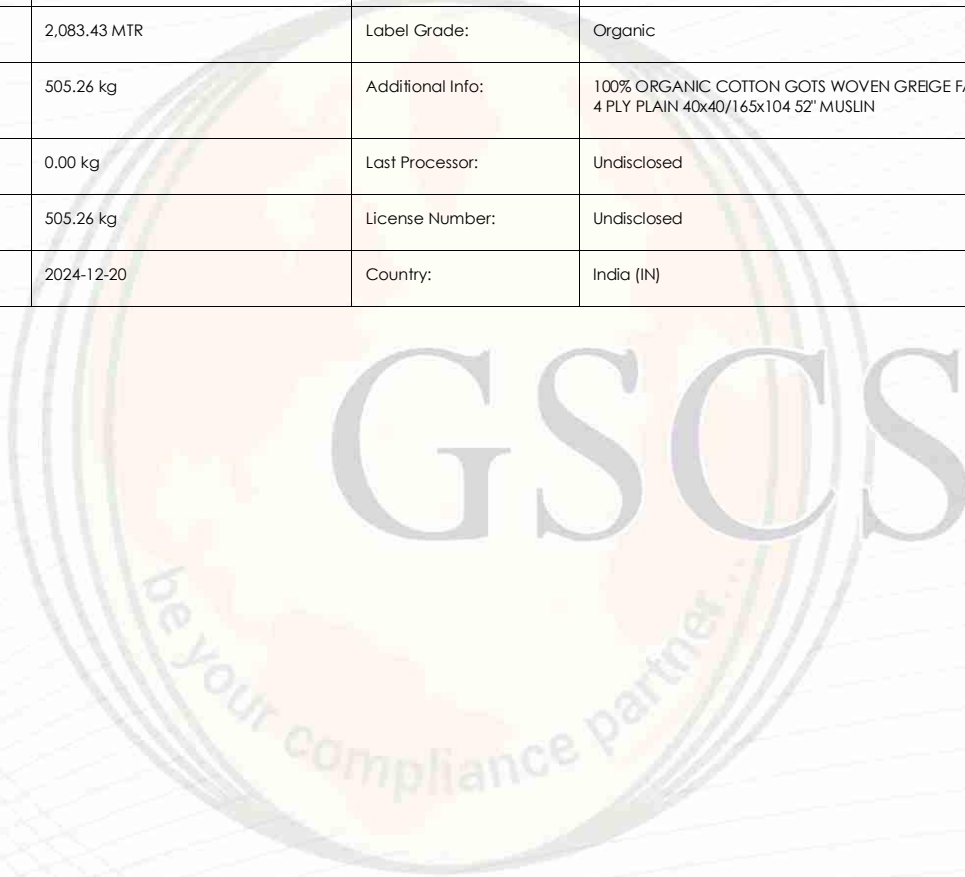 2,083.43 MTR Label Grade: Organic
505.26 kg Additional Info: 100% ORGANIC COTTON GOTS WOVEN GREIGE FA
4 PLY PLAIN 40x40/165x104 52" MUSLIN
0.00 kg Last Processor: Undisclosed
505.26 kg License Number: Undisclosed
2024-12-20 Country: India (IN)
GSCS
be your compliance partner...